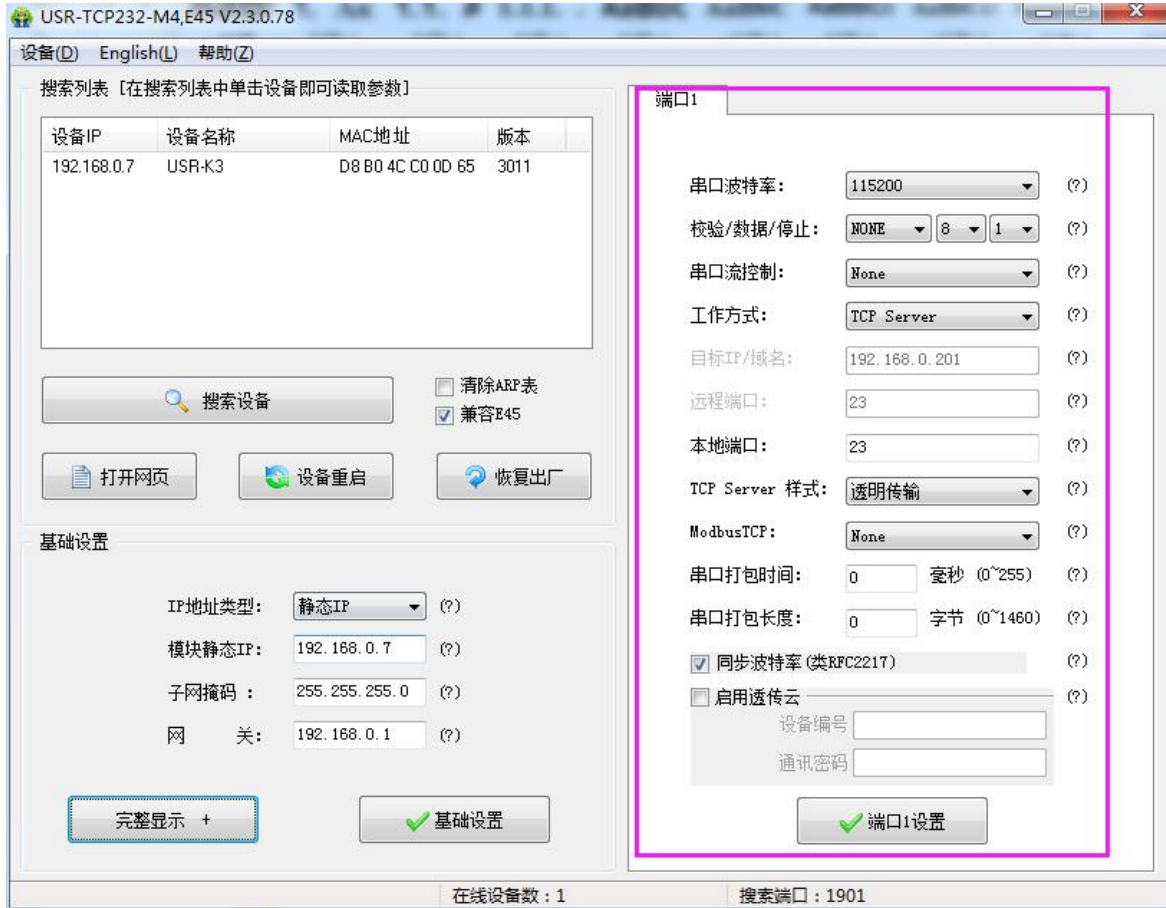 USR-TCP232-M4,E45 V2.3.0.78
设备(D) English(L) 帮助(Z)
搜索列表 [在搜索列表中单击设备即可读取参数]
设备IP 设备名称 MAC地址 版本
192.168.0.7 USR-K3 D8 B0 4C C0 0D 65 3011
搜索设备
清除ARP表
兼容E45
打开网页 设备重启 恢复出厂
基础设置
IP地址类型: 静态IP (?)
模块静态IP: 192.168.0.7 (?)
子网掩码 : 255.255.255.0 (?)
网 关: 192.168.0.1 (?)
完整显示 + 基础设置
端口1
串口波特率: 115200 (?)
校验/数据/停止: NONE 8 1 (?)
串口流控制: None (?)
工作方式: TCP Server (?)
目标IP/域名: 192.168.0.201 (?)
远程端口: 23 (?)
本地端口: 23 (?)
TCP Server 样式: 透明传输 (?)
ModbusTCP: None (?)
串口打包时间: 0 毫秒 (0~255) (?)
串口打包长度: 0 字节 (0~1460) (?)
同步波特率(类RFC2217) (?)
启用透传云 (?)
设备编号
通讯密码
端口1设置
在线设备数:1 搜索端口:1901